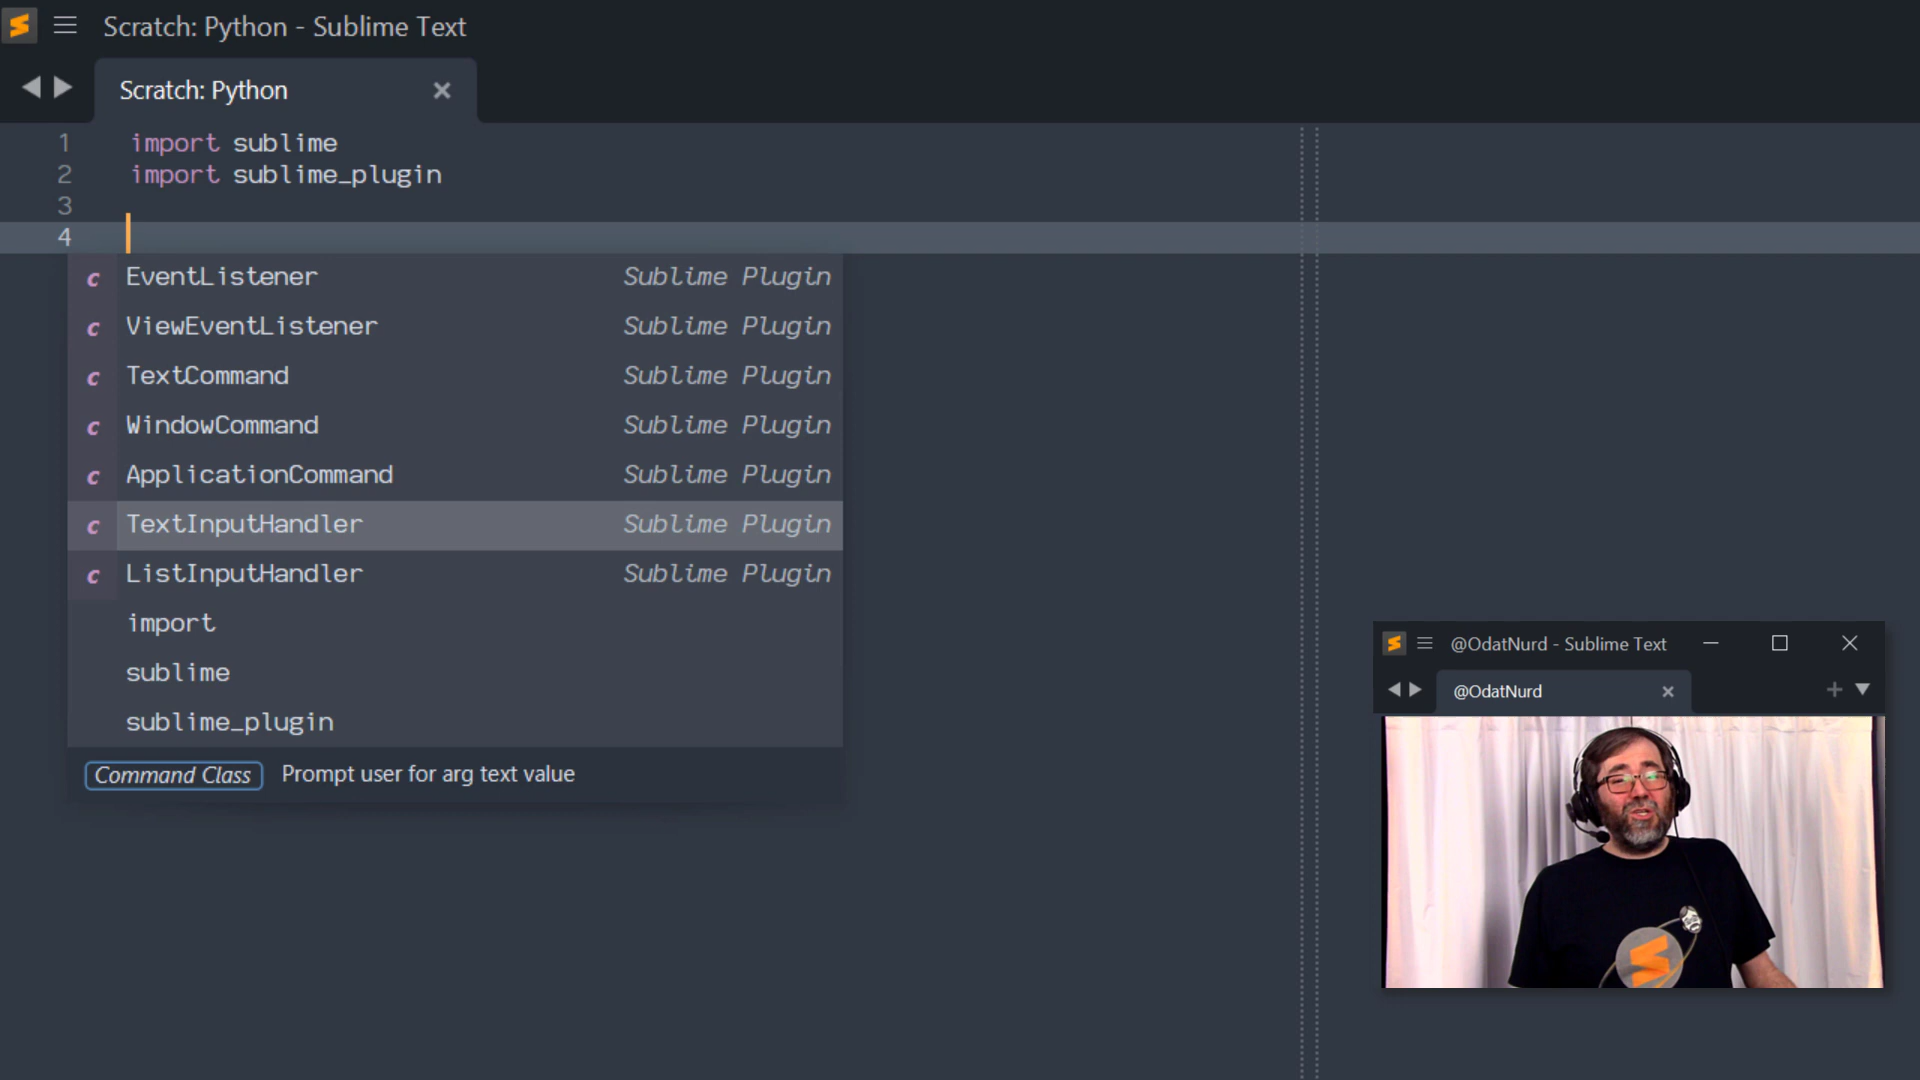 Scratch: Python - Sublime Text
Scratch: Python
1 import sublime
2 import sublime_plugin
3
4
c EventListener Sublime Plugin
c ViewEventListener Sublime Plugin
c TextCommand Sublime Plugin
c WindowCommand Sublime Plugin
c ApplicationCommand Sublime Plugin
c TextInputHandler Sublime Plugin
c ListInputHandler Sublime Plugin
import
sublime
sublime_plugin
Command Class Prompt user for arg text value
@OdatNurd - Sublime Text
@OdatNurd